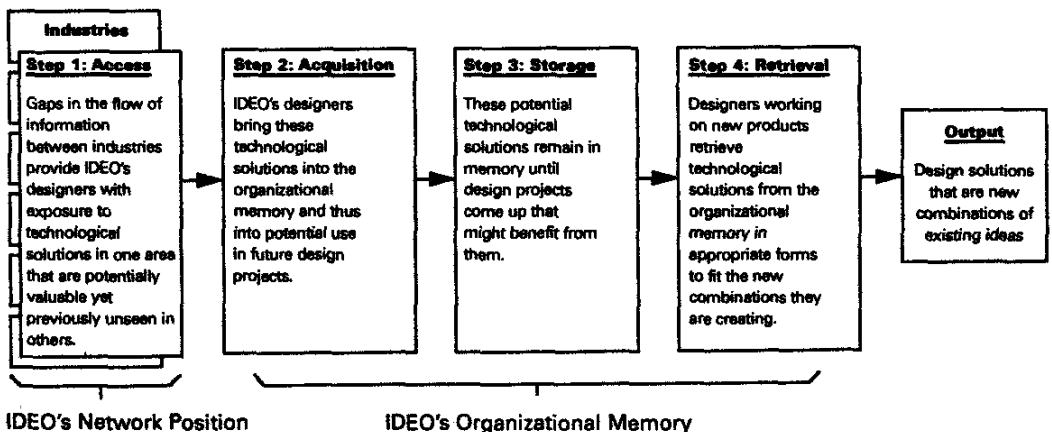 Industries
Step 1: Access
Gaps in the flow of
information
between industries
provide IDEO's
designers with
exposure to
technological
solutions in one area
that are potentially
valuable yet
previously unseen in
others.
Step 2: Acquisition
IDEO's designers
bring these
technological
solutions into the
organizational
memory and thus
into potential use
in future design
projects.
Step 3: Storage
These potential
technological
solutions remain in
memory until
design projects
come up that
might benefit from
them.
Step 4: Retrieval
Designers working
on new products
retrieve
technological
solutions from the
organizational
memory in
appropriate forms
to fit the new
combinations they
are creating.
Output
Design solutions
that are new
combinations of
existing ideas
IDEO's Network Position
IDEO's Organizational Memory